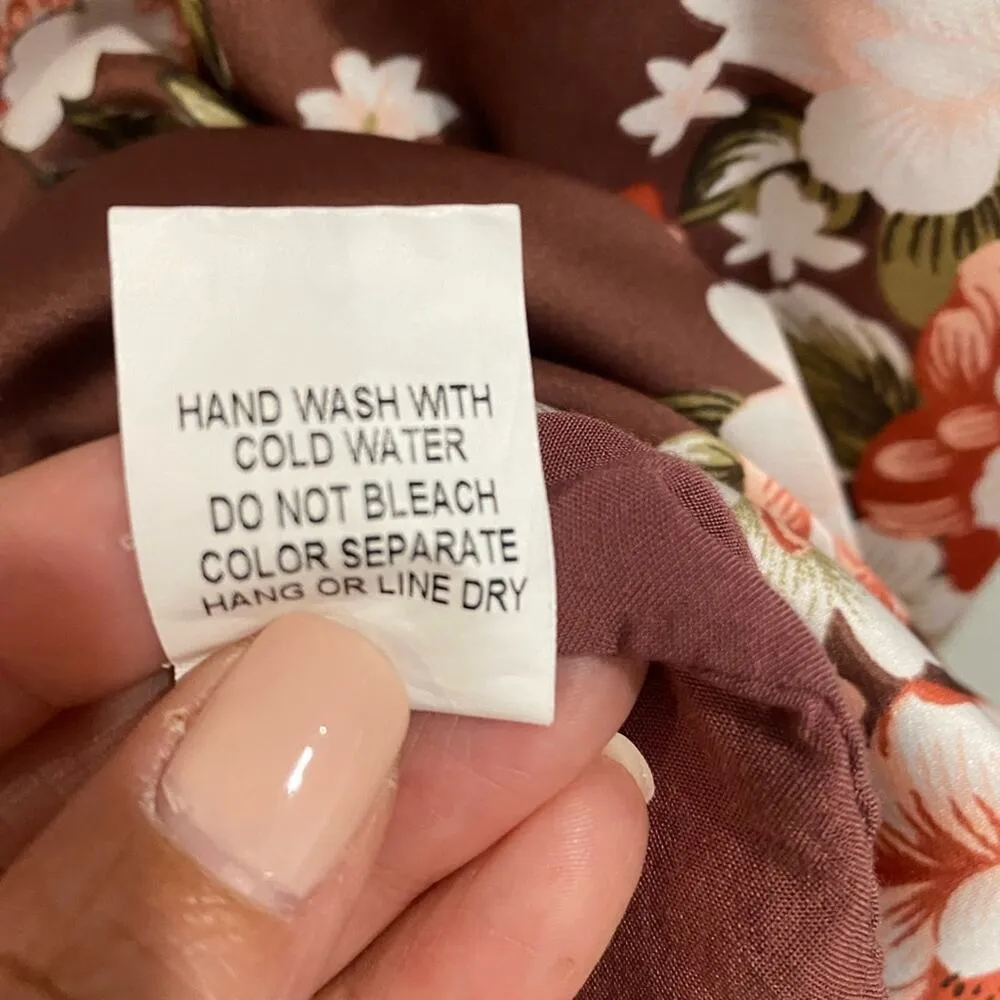 HAND WASH WITH
COLD WATER
DO NOT BLEACH
COLOR SEPARATE
HANG OR LINE DRY